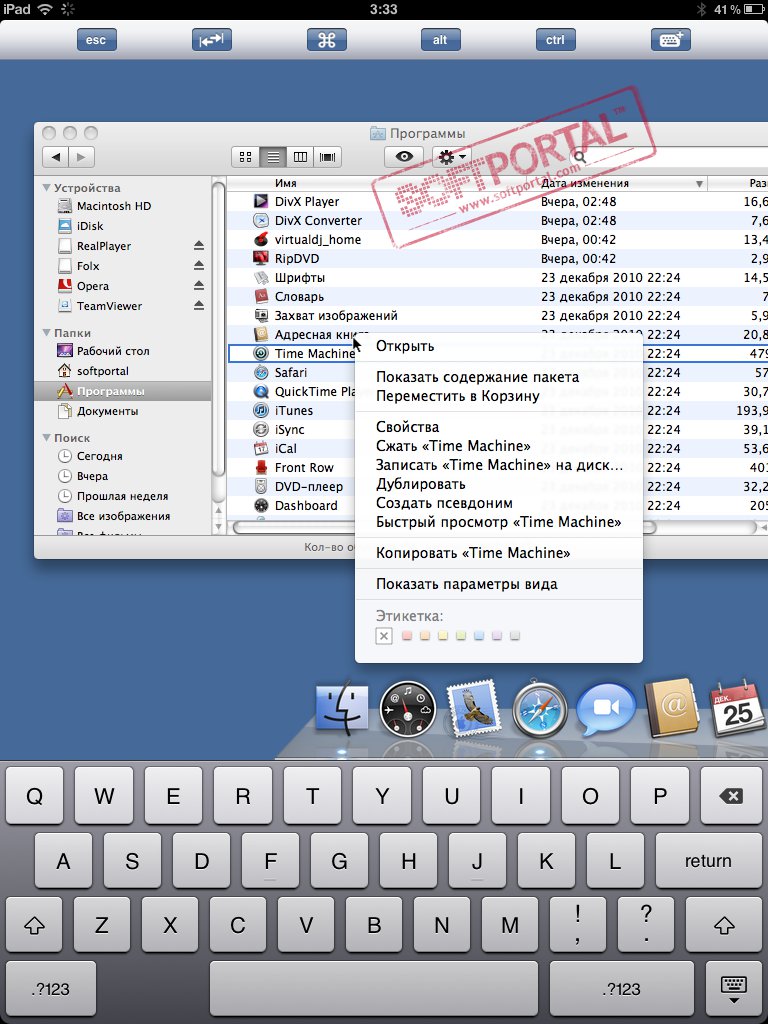 iPad 3:33 41 %
esc alt ctrl
Программы
SOFTPORTAL™
www.softportal.com
Имя Дата изменения Раз
Устройства
Macintosh HD
iDisk
RealPlayer
Folx
Opera
TeamViewer
Папки
Рабочий стол
softportal
Программы
Документы
Поиск
Сегодня
Вчера
Прошлая неделя
Все изображения
DivX Player Вчера, 02:48 16,6
DivX Converter Вчера, 02:48 7,6
virtualdj_home Вчера, 00:42 13,4
RipDVD Вчера, 00:42 2,9
Шрифты 23 декабря 2010 22:24 14,5
Словарь 23 декабря 2010 22:24 7
Захват изображений 23 декабря 2010 22:24 5,9
Адресная книга 22:24 20,8
Time Machine 22:24 479
Safari 22:24 57
QuickTime Pla 22:24 30,7
iTunes 22:24 193,9
iSync 22:24 39,1
iCal 22:24 53,6
Front Row 22:24 401
DVD-плеер 22:24 32,2
Dashboard 22:24 205
Кол-во о
Открыть
Показать содержание пакета
Переместить в Корзину
Свойства
Сжать «Time Machine»
Записать «Time Machine» на диск...
Дублировать
Создать псевдоним
Быстрый просмотр «Time Machine»
Копировать «Time Machine»
Показать параметры вида
Этикетка:
ДЕК.
25
Q W E R T Y U I O P
A S D F G H J K L return
Z X C V B N M ! , ? .
.?123 .?123